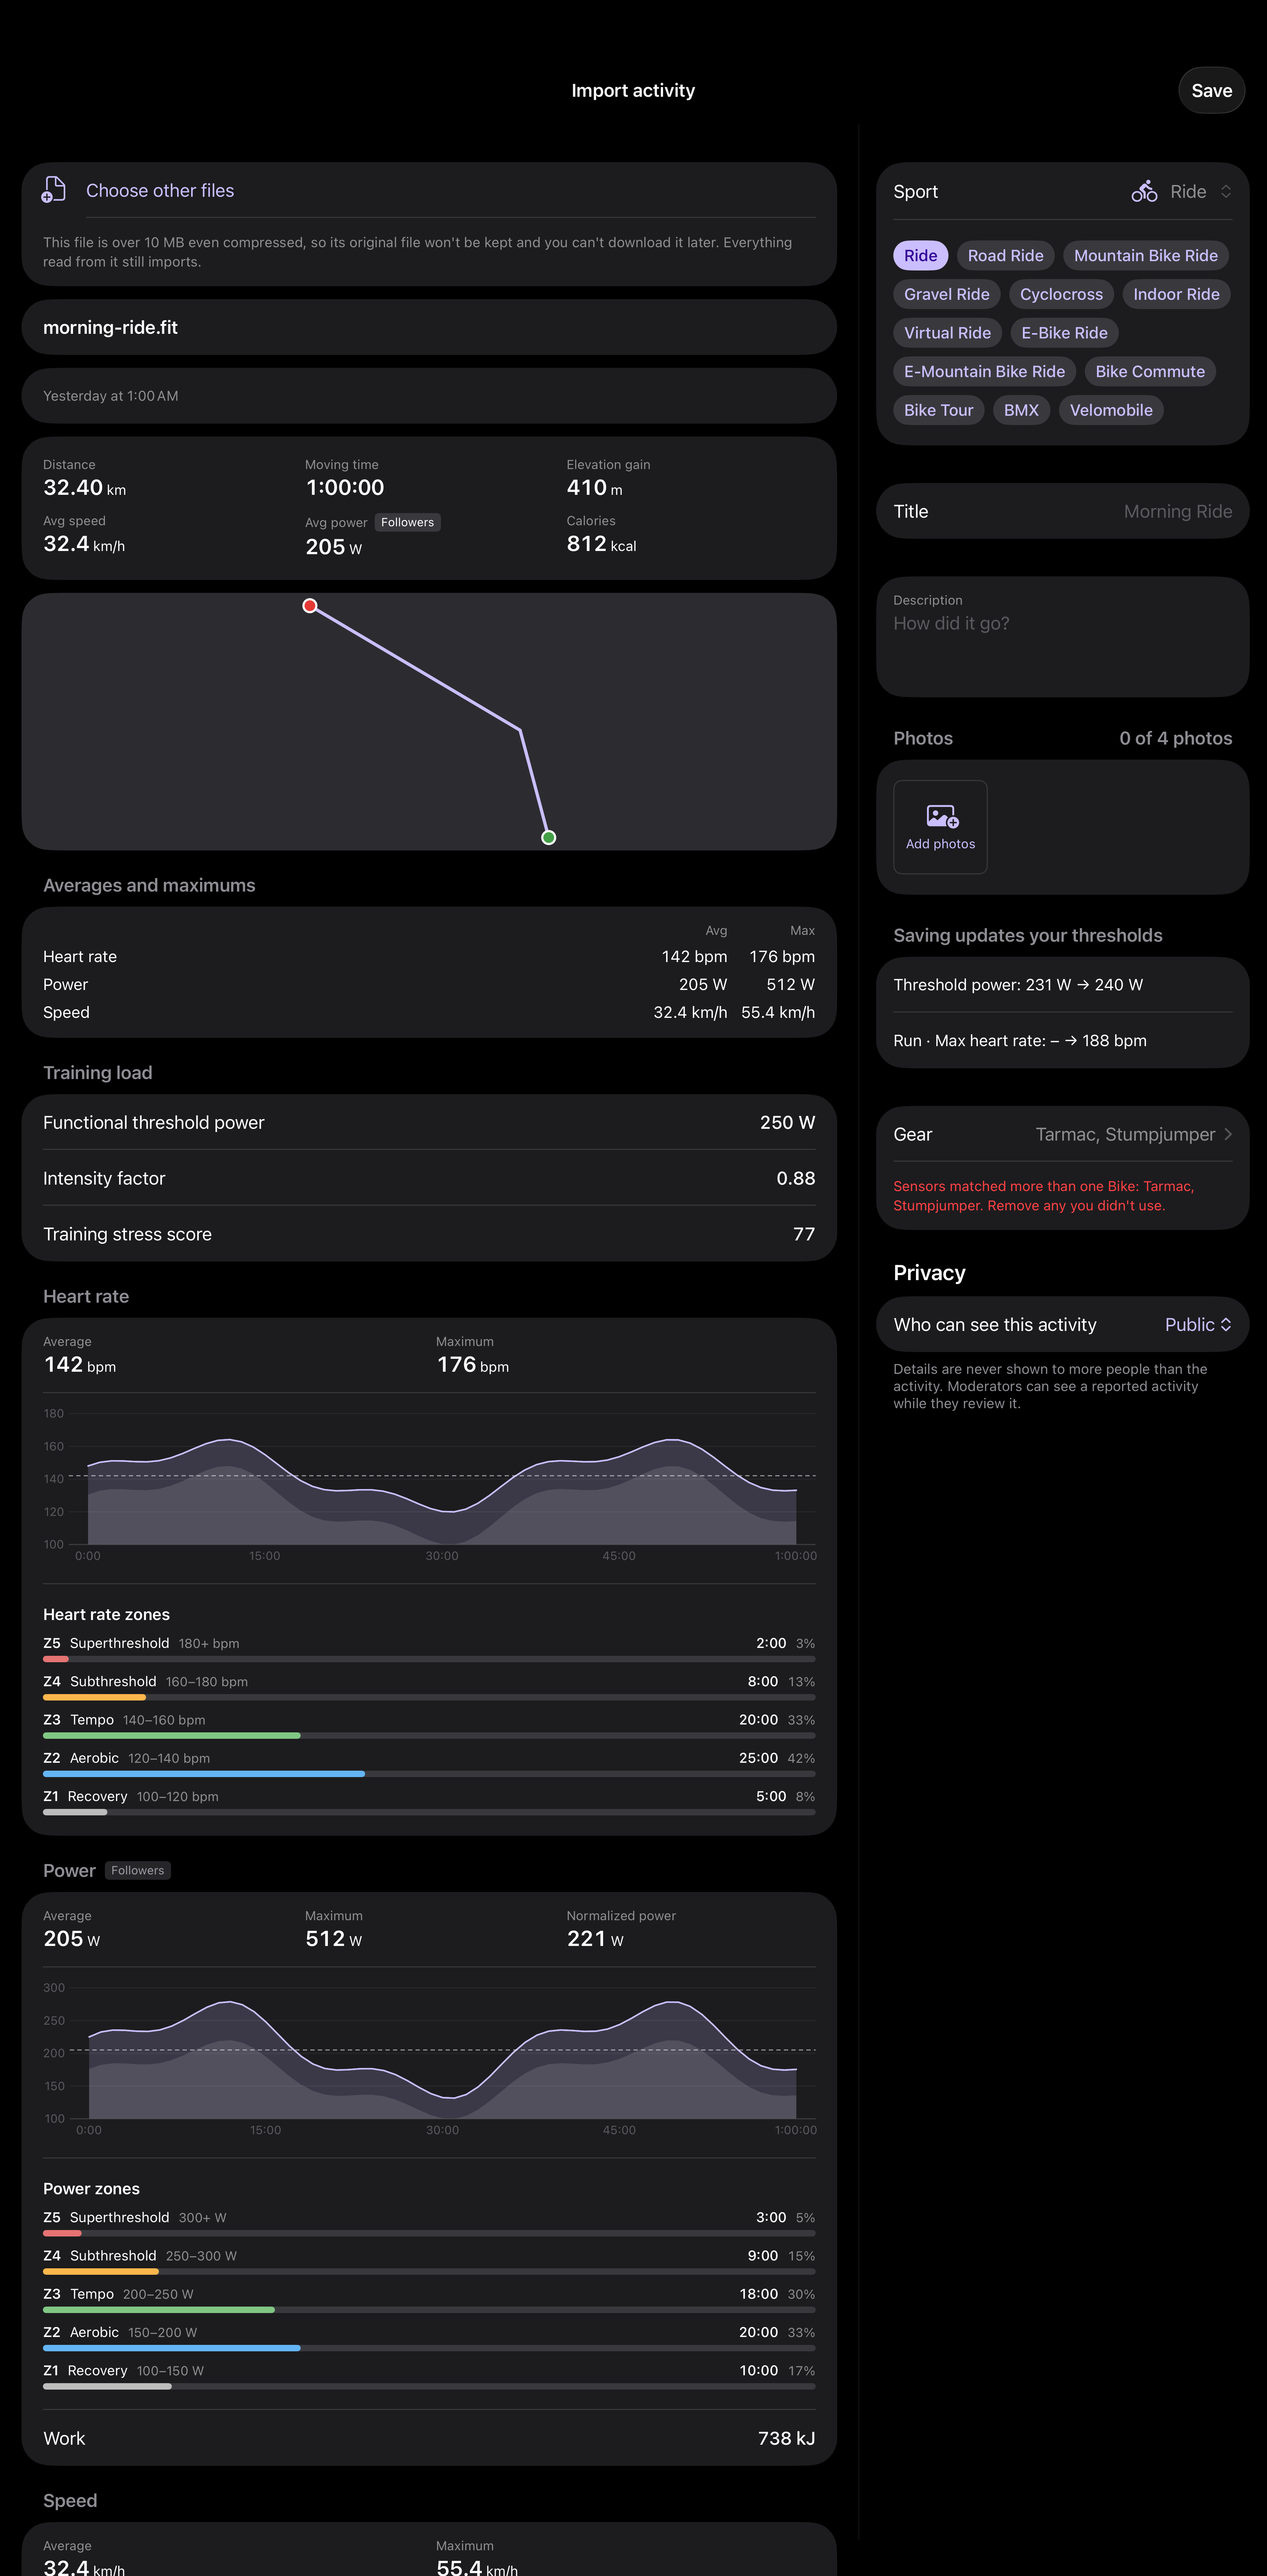 Import activity
Save
Choose other files
This file is over 10 MB even compressed, so its original file won't be kept and you can't download it later. Everything
read from it still imports.
morning-ride.fit
Yesterday at 1:00 AM
Distance Moving time Elevation gain
32.40 km 1:00:00 410 m
Avg speed Avg power Followers Calories
32.4 km/h 205 W 812 kcal
Averages and maximums
Avg Max
Heart rate 142 bpm 176 bpm
Power 205 W 512 W
Speed 32.4 km/h 55.4 km/h
Training load
Functional threshold power 250 W
Intensity factor 0.88
Training stress score 77
Heart rate
Average Maximum
142 bpm 176 bpm
180
160
140
120
100
0:00 15:00 30:00 45:00 1:00:00
Heart rate zones
Z5 Superthreshold 180+ bpm 2:00 3%
Z4 Subthreshold 160–180 bpm 8:00 13%
Z3 Tempo 140–160 bpm 20:00 33%
Z2 Aerobic 120–140 bpm 25:00 42%
Z1 Recovery 100–120 bpm 5:00 8%
Power Followers
Average Maximum Normalized power
205 W 512 W 221 W
300
250
200
150
100
0:00 15:00 30:00 45:00 1:00:00
Power zones
Z5 Superthreshold 300+ W 3:00 5%
Z4 Subthreshold 250–300 W 9:00 15%
Z3 Tempo 200–250 W 18:00 30%
Z2 Aerobic 150–200 W 20:00 33%
Z1 Recovery 100–150 W 10:00 17%
Work 738 kJ
Speed
Average Maximum
32.4 km/h 55.4 km/h
Sport Ride
Ride Road Ride Mountain Bike Ride
Gravel Ride Cyclocross Indoor Ride
Virtual Ride E-Bike Ride
E-Mountain Bike Ride Bike Commute
Bike Tour BMX Velomobile
Title Morning Ride
Description
How did it go?
Photos 0 of 4 photos
Add photos
Saving updates your thresholds
Threshold power: 231 W → 240 W
Run · Max heart rate: – → 188 bpm
Gear Tarmac, Stumpjumper
Sensors matched more than one Bike: Tarmac,
Stumpjumper. Remove any you didn't use.
Privacy
Who can see this activity Public
Details are never shown to more people than the
activity. Moderators can see a reported activity
while they review it.